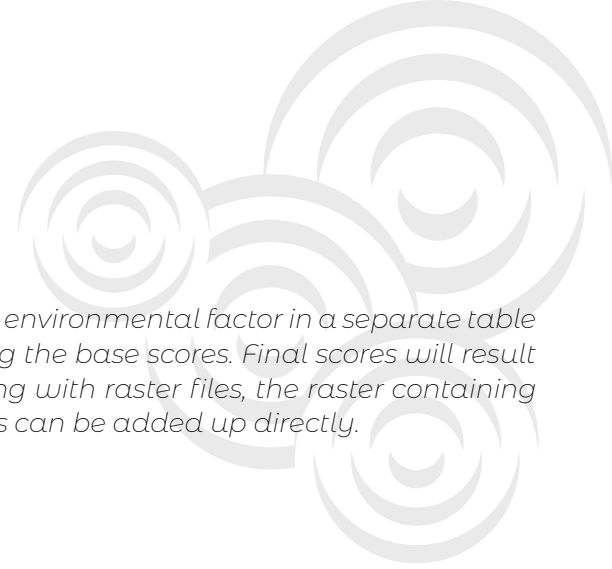 environmental factor in a separate table
g the base scores. Final scores will result
ng with raster files, the raster containing
s can be added up directly.